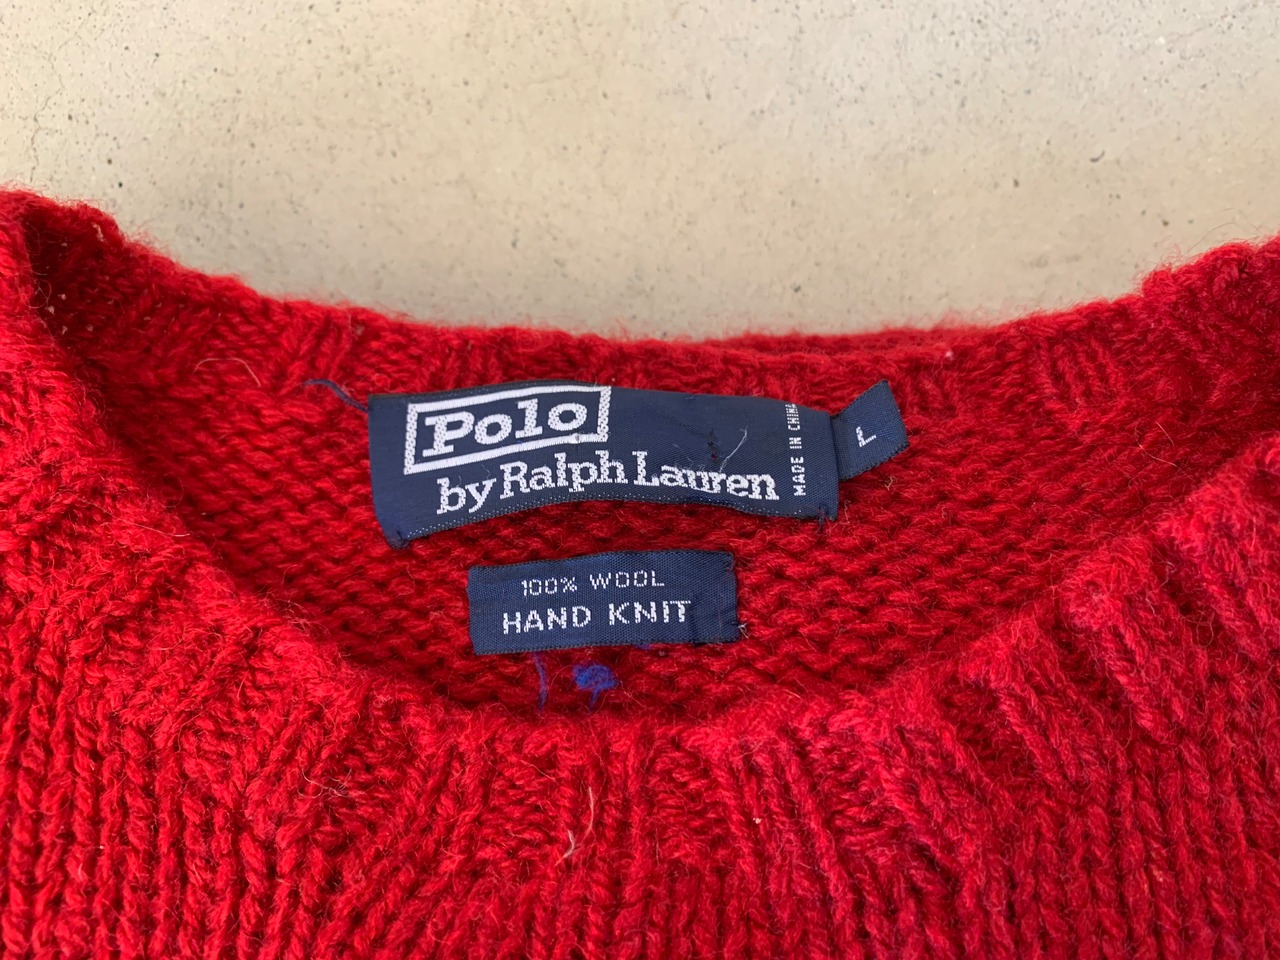 Polo
by Ralph Lauren
MADE IN CHINA
L
100% WOOL
HAND KNIT